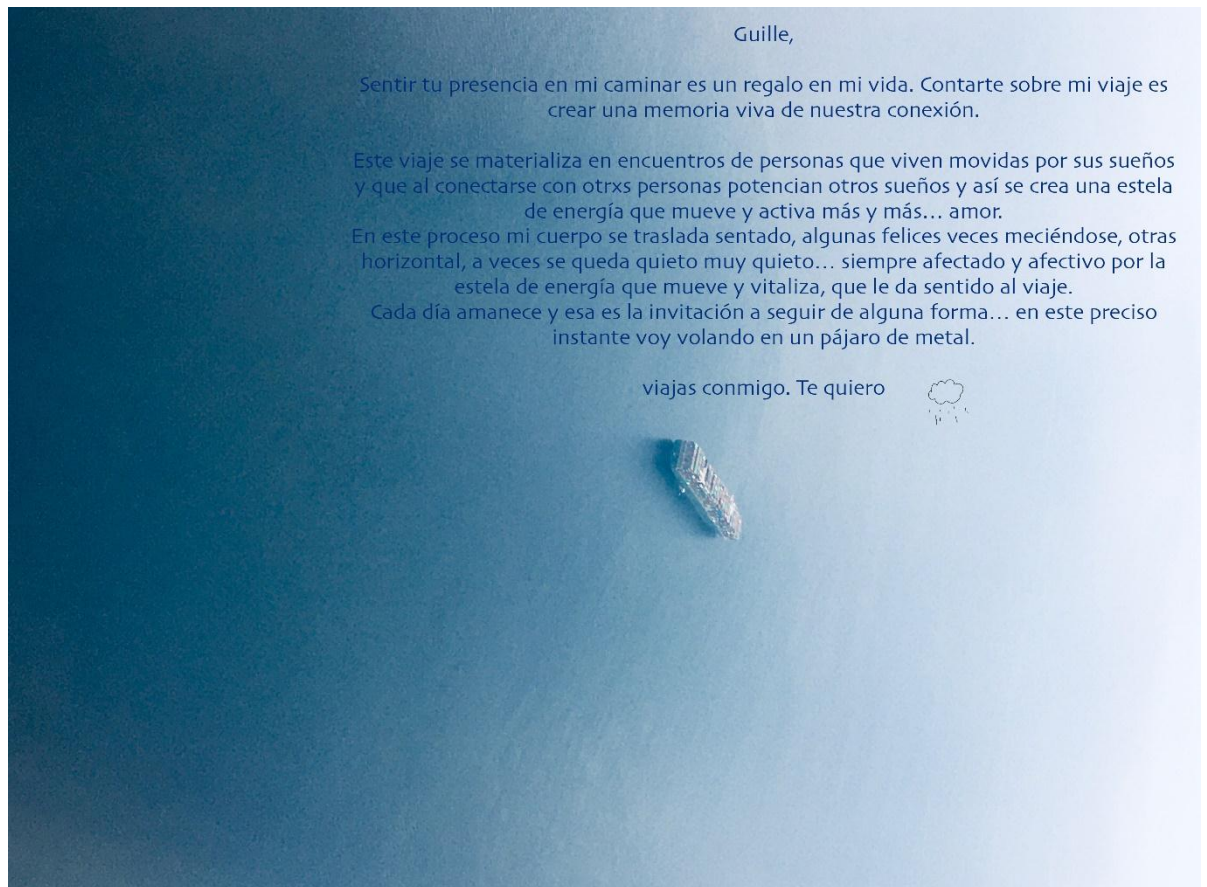 Guille,
Sentir tu presencia en mi caminar es un regalo en mi vida. Contarte sobre mi viaje es
crear una memoria viva de nuestra conexión.
Este viaje se materializa en encuentros de personas que viven movidas por sus sueños
y que al conectarse con otrxs personas potencian otros sueños y así se crea una estela
de energía que mueve y activa más y más... amor.
En este proceso mi cuerpo se traslada sentado, algunas felices veces meciéndose, otras
horizontal, a veces se queda quieto muy quieto... siempre afectado y afectivo por la
estela de energía que mueve y vitaliza, que le da sentido al viaje.
Cada día amanece y esa es la invitación a seguir de alguna forma... en este preciso
instante voy volando en un pájaro de metal.
viajas conmigo. Te quiero